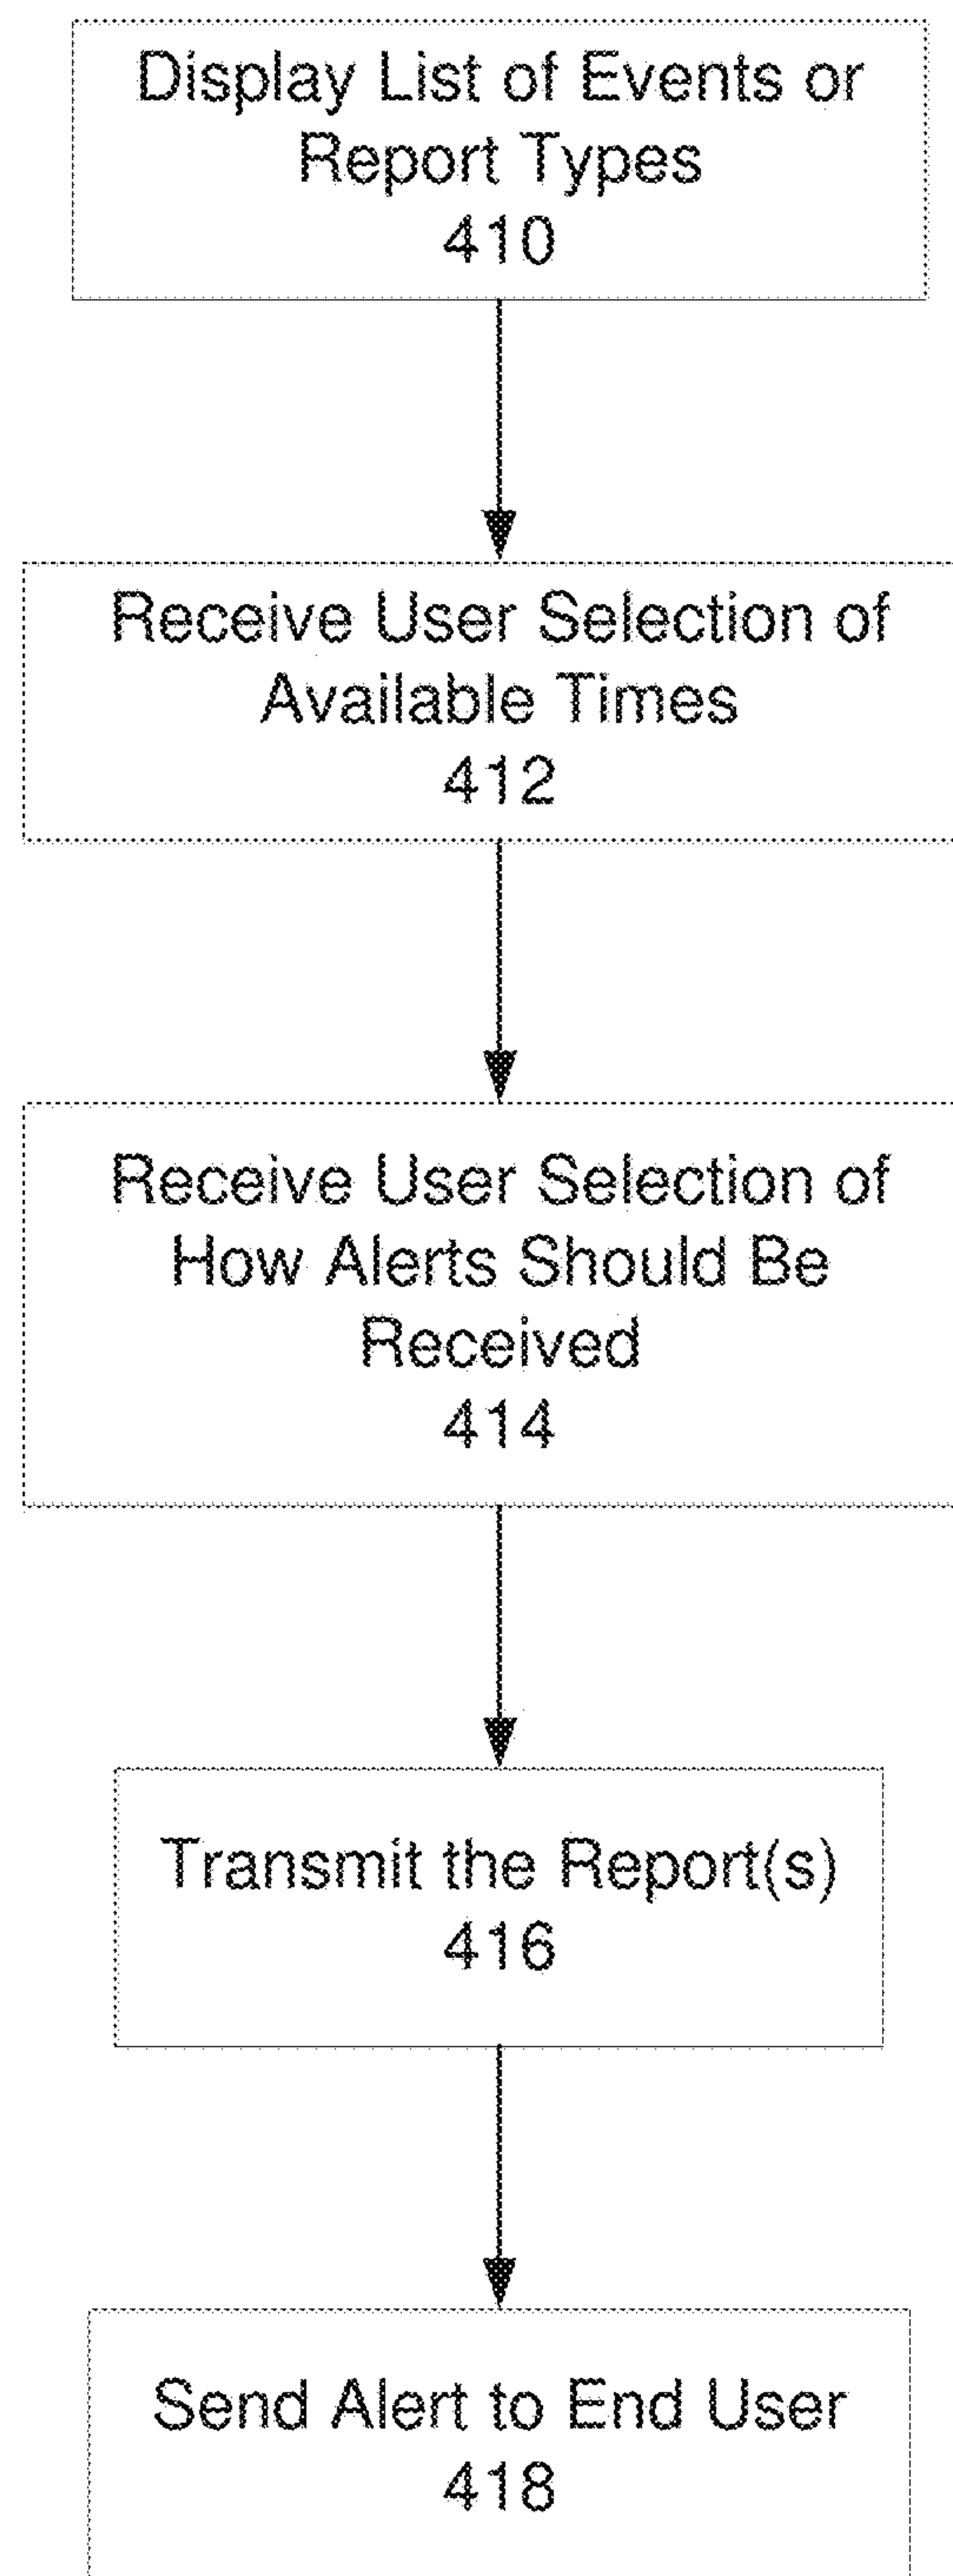 Display List of Events or
Report Types
410
Receive User Selection of
Available Times
412
Receive User Selection of
How Alerts Should Be
Received
414
Transmit the Report(s)
416
Send Alert to End User
418